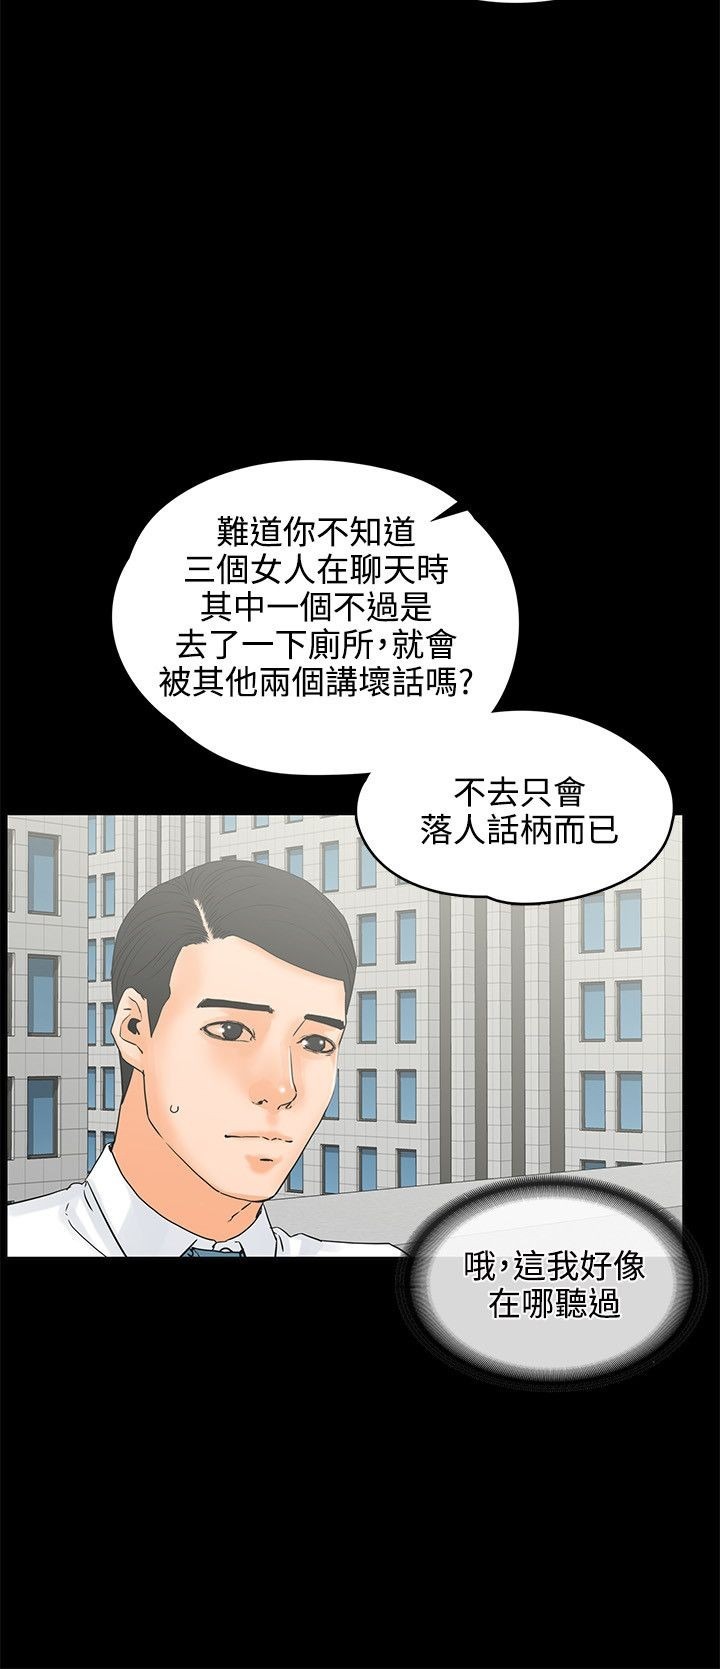 難道你不知道
三個女人在聊天時
其中一個不過是
去了一下廁所,就會
被其他兩個講壞話嗎?
不去只會
落人話柄而已
哦,這我好像
在哪聽過